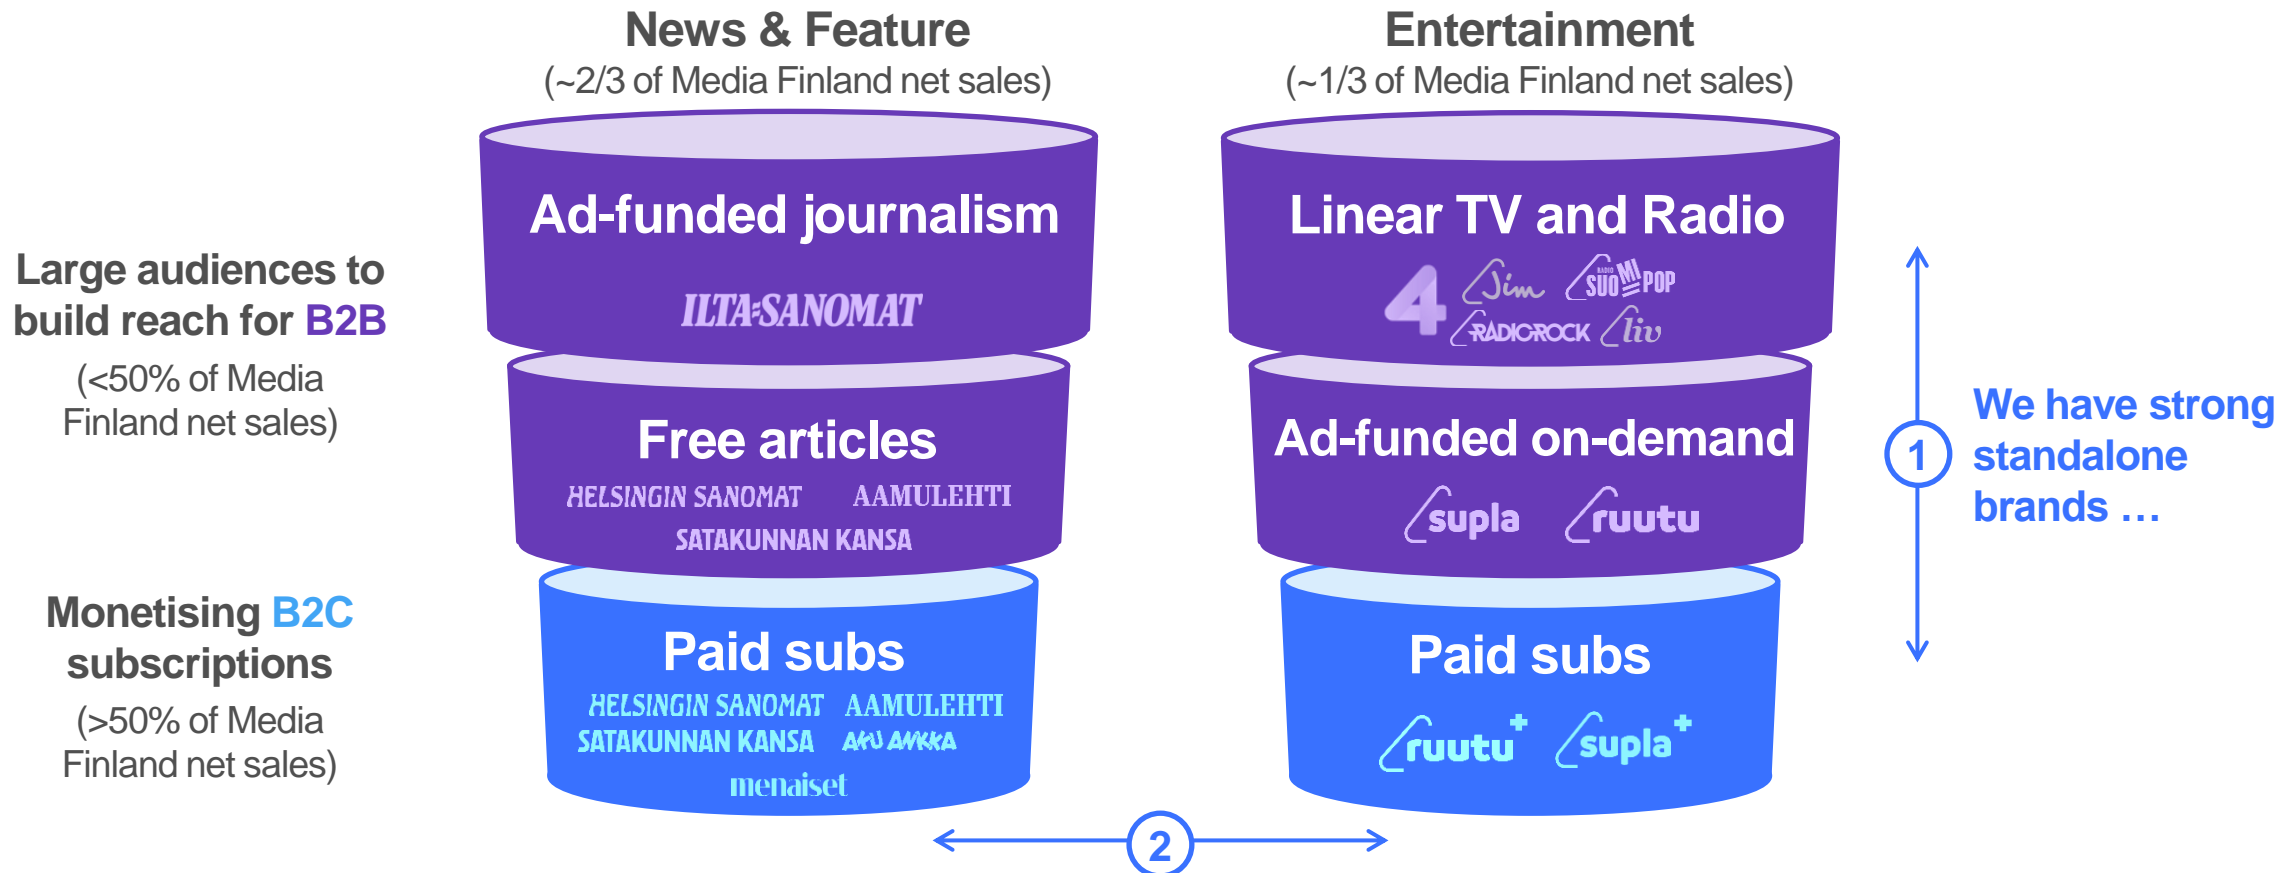 News & Feature
(~2/3 of Media Finland net sales)
Entertainment
(~1/3 of Media Finland net sales)
Large audiences to
build reach for B2B
(<50% of Media
Finland net sales)
Monetising B2C
subscriptions
(>50% of Media
Finland net sales)
Ad-funded journalism
ILTA-SANOMAT
Free articles
HELSINGIN SANOMAT AAMULEHTI
SATAKUNNAN KANSA
Paid subs
HELSINGIN SANOMAT AAMULEHTI
SATAKUNNAN KANSA AKU ANKKA
menaiset
Linear TV and Radio
4 Jim RADIO SUOMIPOP
RADIO ROCK liv
Ad-funded on-demand
supla ruutu
Paid subs
ruutu+ supla+
1
We have strong
standalone
brands …
2